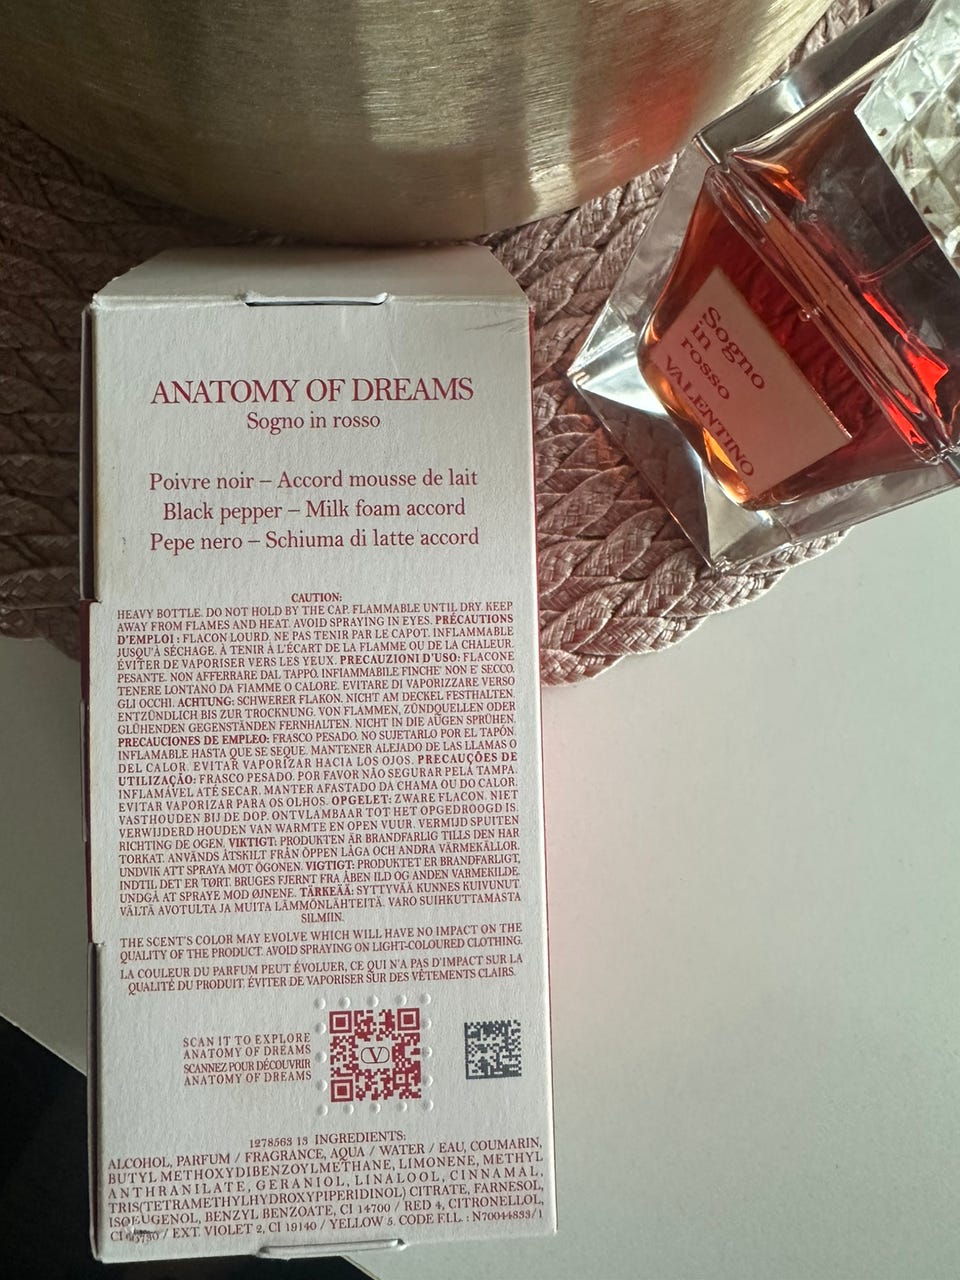 ANATOMY OF DREAMS
Sogno in rosso
Poivre noir – Accord mousse de lait
Black pepper – Milk foam accord
Pepe nero – Schiuma di latte accord
CAUTION:
HEAVY BOTTLE. DO NOT HOLD BY THE CAP. FLAMMABLE UNTIL DRY. KEEP
AWAY FROM FLAMES AND HEAT. AVOID SPRAYING IN EYES. PRÉCAUTIONS
D'EMPLOI : FLACON LOURD. NE PAS TENIR PAR LE CAPOT. INFLAMMABLE
JUSQU'À SÉCHAGE. À TENIR À L'ÉCART DE LA FLAMME OU DE LA CHALEUR.
ÉVITER DE VAPORISER VERS LES YEUX. PRECAUZIONI D'USO: FLACONE
PESANTE. NON AFFERRARE DAL TAPPO. INFIAMMABILE FINCHE' NON E' SECCO.
TENERE LONTANO DA FIAMME O CALORE. EVITARE DI VAPORIZZARE VERSO
GLI OCCHI. ACHTUNG: SCHWERER FLAKON. NICHT AM DECKEL FESTHALTEN.
ENTZÜNDLICH BIS ZUR TROCKNUNG. VON FLAMMEN, ZÜNDQUELLEN ODER
GLÜHENDEN GEGENSTÄNDEN FERNHALTEN. NICHT IN DIE AUGEN SPRÜHEN.
PRECAUCIONES DE EMPLEO: FRASCO PESADO. NO SUJETARLO POR EL TAPÓN.
INFLAMABLE HASTA QUE SE SEQUE. MANTENER ALEJADO DE LAS LLAMAS O
DEL CALOR. EVITAR VAPORIZAR HACIA LOS OJOS. PRECAUÇÕES DE
UTILIZAÇÃO: FRASCO PESADO. POR FAVOR NÃO SEGURAR PELA TAMPA.
INFLAMÁVEL ATÉ SECAR. MANTER AFASTADO DA CHAMA OU DO CALOR.
EVITAR VAPORIZAR PARA OS OLHOS. OPGELET: ZWARE FLACON. NIET
VASTHOUDEN BIJ DE DOP. ONTVLAMBAAR TOT HET OPGEDROOGD IS.
VERWIJDERD HOUDEN VAN WARMTE EN OPEN VUUR. VERMIJD SPUITEN
RICHTING DE OGEN. VIKTIGT: PRODUKTEN ÄR BRANDFARLIG TILLS DEN HAR
TORKAT. ANVÄNDS ÅTSKILT FRÅN ÖPPEN LÅGA OCH ANDRA VÄRMEKÄLLOR.
UNDVIK ATT SPRAYA MOT ÖGONEN. VIGTIGT: PRODUKTET ER BRANDFARLIGT,
INDTIL DET ER TØRT. BRUGES FJERNT FRA ÅBEN ILD OG ANDEN VARMEKILDE.
UNDGÅ AT SPRAYE MOD ØJNENE. TÄRKEÄÄ: SYTTYVÄÄ KUNNES KUIVUNUT.
VÄLTÄ AVOTULTA JA MUITA LÄMMÖNLÄHTEITÄ. VARO SUIHKUTTAMASTA
SILMIIN.
THE SCENT'S COLOR MAY EVOLVE WHICH WILL HAVE NO IMPACT ON THE
QUALITY OF THE PRODUCT. AVOID SPRAYING ON LIGHT-COLOURED CLOTHING.
LA COULEUR DU PARFUM PEUT ÉVOLUER, CE QUI N'A PAS D'IMPACT SUR LA
QUALITÉ DU PRODUIT. ÉVITER DE VAPORISER SUR DES VÊTEMENTS CLAIRS.
SCAN IT TO EXPLORE
ANATOMY OF DREAMS
SCANNEZ POUR DÉCOUVRIR
ANATOMY OF DREAMS
V
1278563 13 INGREDIENTS:
ALCOHOL, PARFUM / FRAGRANCE, AQUA / WATER / EAU, COUMARIN,
BUTYL METHOXYDIBENZOYLMETHANE, LIMONENE, METHYL
ANTHRANILATE, GERANIOL, LINALOOL, CINNAMAL,
TRIS(TETRAMETHYLHYDROXYPIPERIDINOL) CITRATE, FARNESOL,
ISOEUGENOL, BENZYL BENZOATE, CI 14700 / RED 4, CITRONELLOL,
CI / EXT. VIOLET 2, CI 19140 / YELLOW 5. CODE F.I.L. : N70044833/1
Sogno
in
rosso
VALENTINO